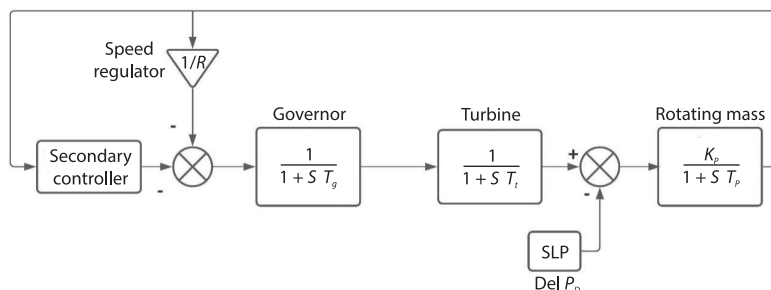 Speed
regulator
1/R
-
Governor
Turbine
Rotating mass
Secondary
controller
-
1
1 + S T_g
1
1 + S T_t
+
-
K_p
1 + S T_P
SLP
Del P_D